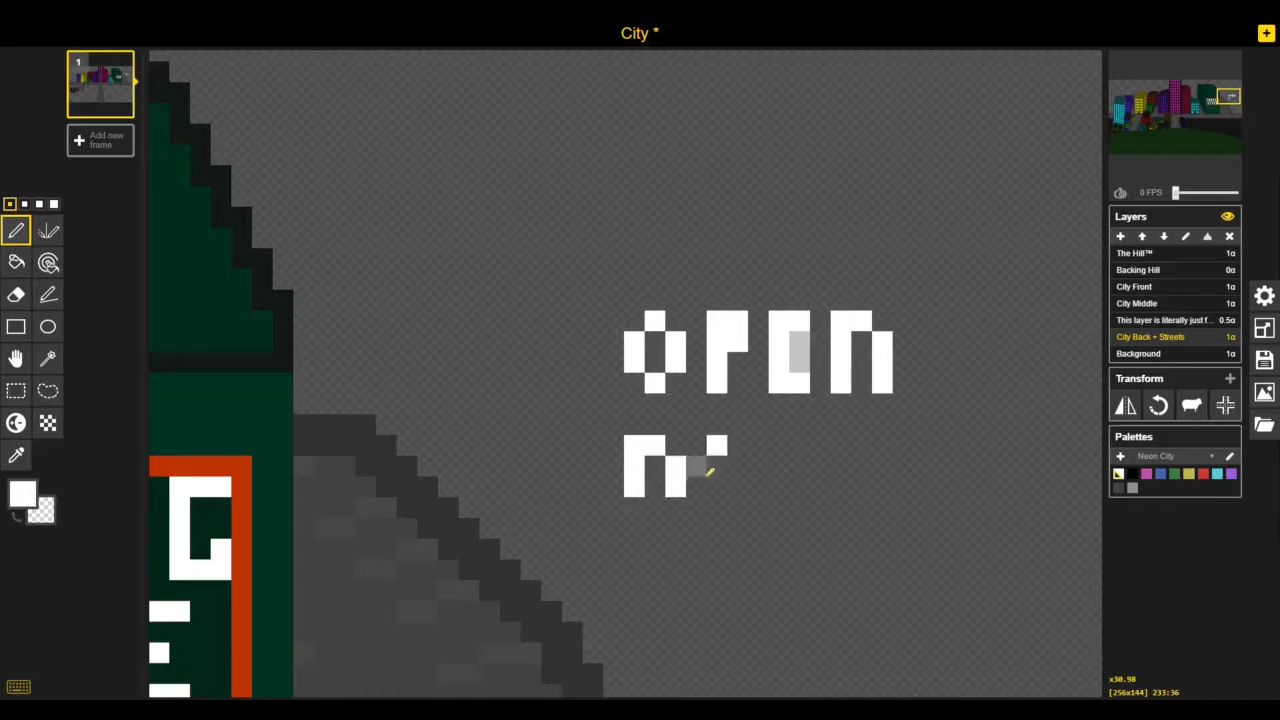 City *
1
Add new
frame
OPEN
0 FPS
Layers
The Hill™ 1α
Backing Hill 0α
City Front 1α
City Middle 1α
This layer is literally just f... 0.5α
City Back + Streets 1α
Background 1α
Transform
Palettes
Neon City
x30.98
[256x144] 233:36